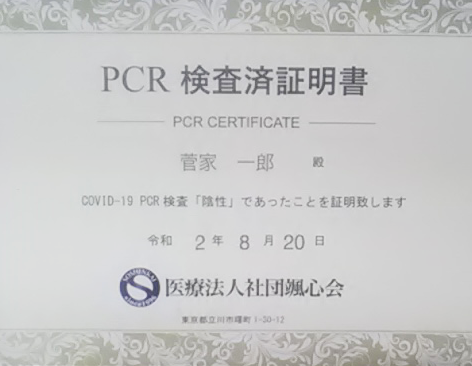 PCR 検査済証明書
PCR CERTIFICATE
菅家 一郎 殿
COVID-19 PCR 検査「陰性」であったことを証明致します
令和 2 年 8 月 20 日
医療法人社団颯心会
東京都立川市曙町 1-30-12